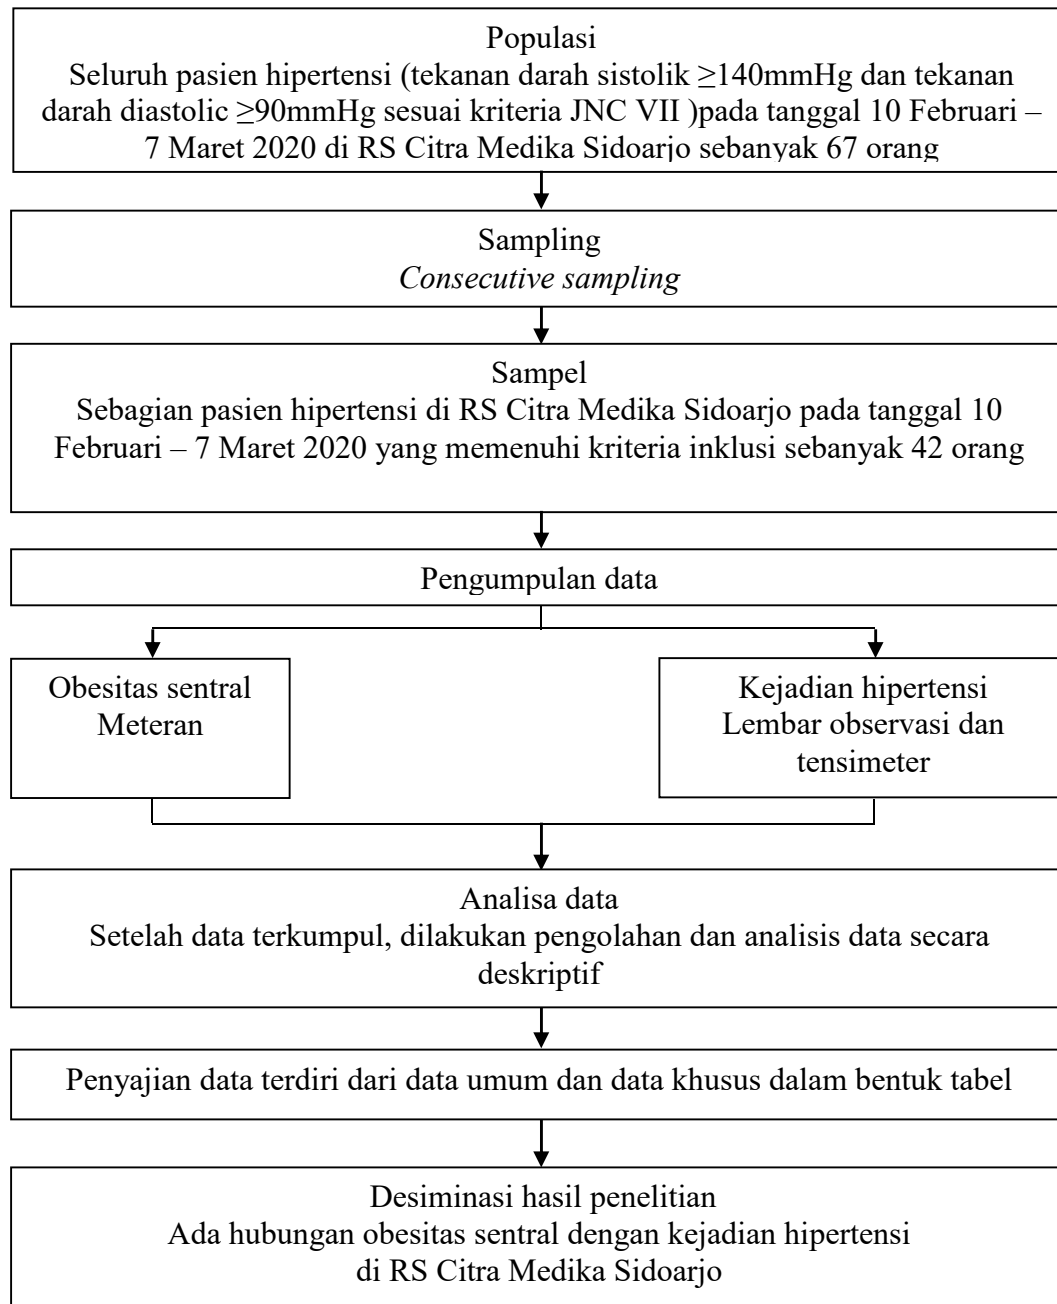 Populasi
Seluruh pasien hipertensi (tekanan darah sistolik ≥140mmHg dan tekanan
darah diastolic ≥90mmHg sesuai kriteria JNC VII )pada tanggal 10 Februari –
7 Maret 2020 di RS Citra Medika Sidoarjo sebanyak 67 orang
Sampling
Consecutive sampling
Sampel
Sebagian pasien hipertensi di RS Citra Medika Sidoarjo pada tanggal 10
Februari – 7 Maret 2020 yang memenuhi kriteria inklusi sebanyak 42 orang
Pengumpulan data
Obesitas sentral
Meteran
Kejadian hipertensi
Lembar observasi dan
tensimeter
Analisa data
Setelah data terkumpul, dilakukan pengolahan dan analisis data secara
deskriptif
Penyajian data terdiri dari data umum dan data khusus dalam bentuk tabel
Desiminasi hasil penelitian
Ada hubungan obesitas sentral dengan kejadian hipertensi
di RS Citra Medika Sidoarjo